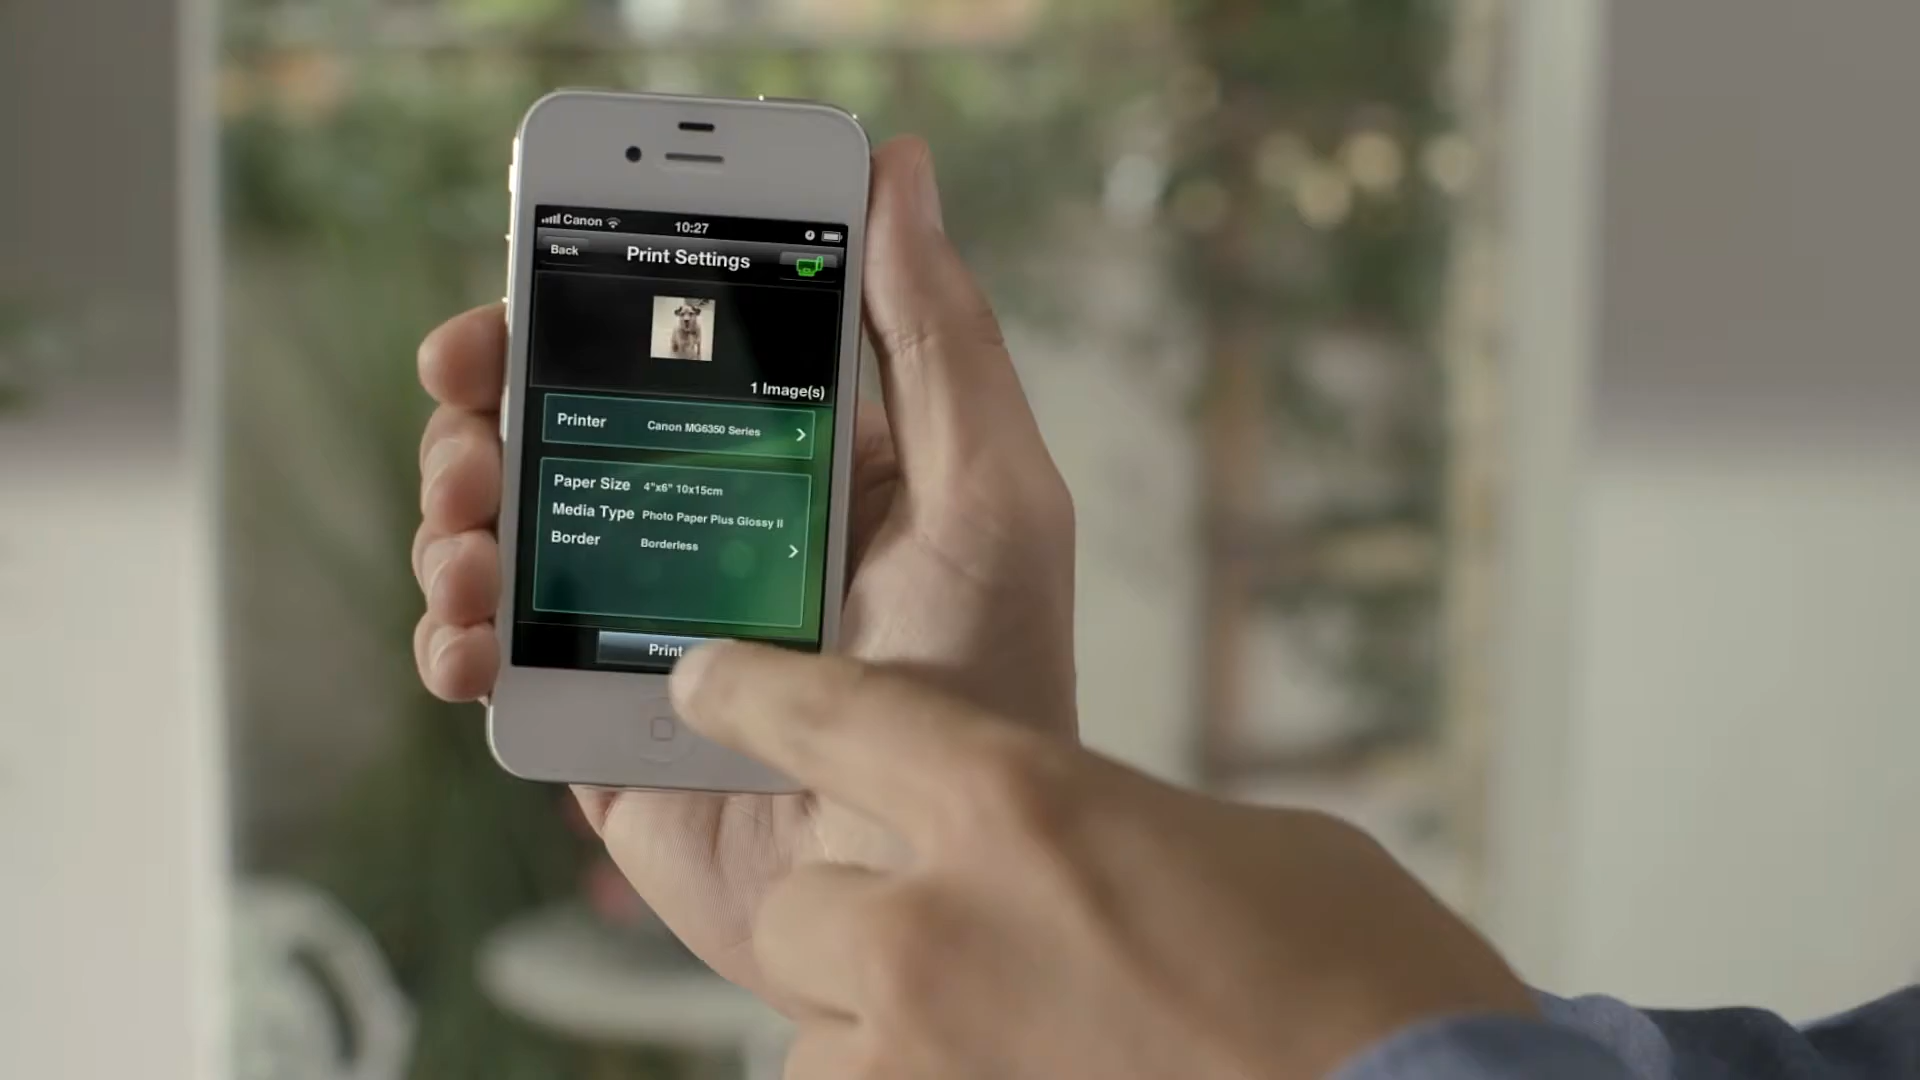 Canon 10:27
Back Print Settings
1 Image(s)
Printer Canon MG6350 Series
Paper Size 4"x6" 10x15cm
Media Type Photo Paper Plus Glossy II
Border Borderless
Print